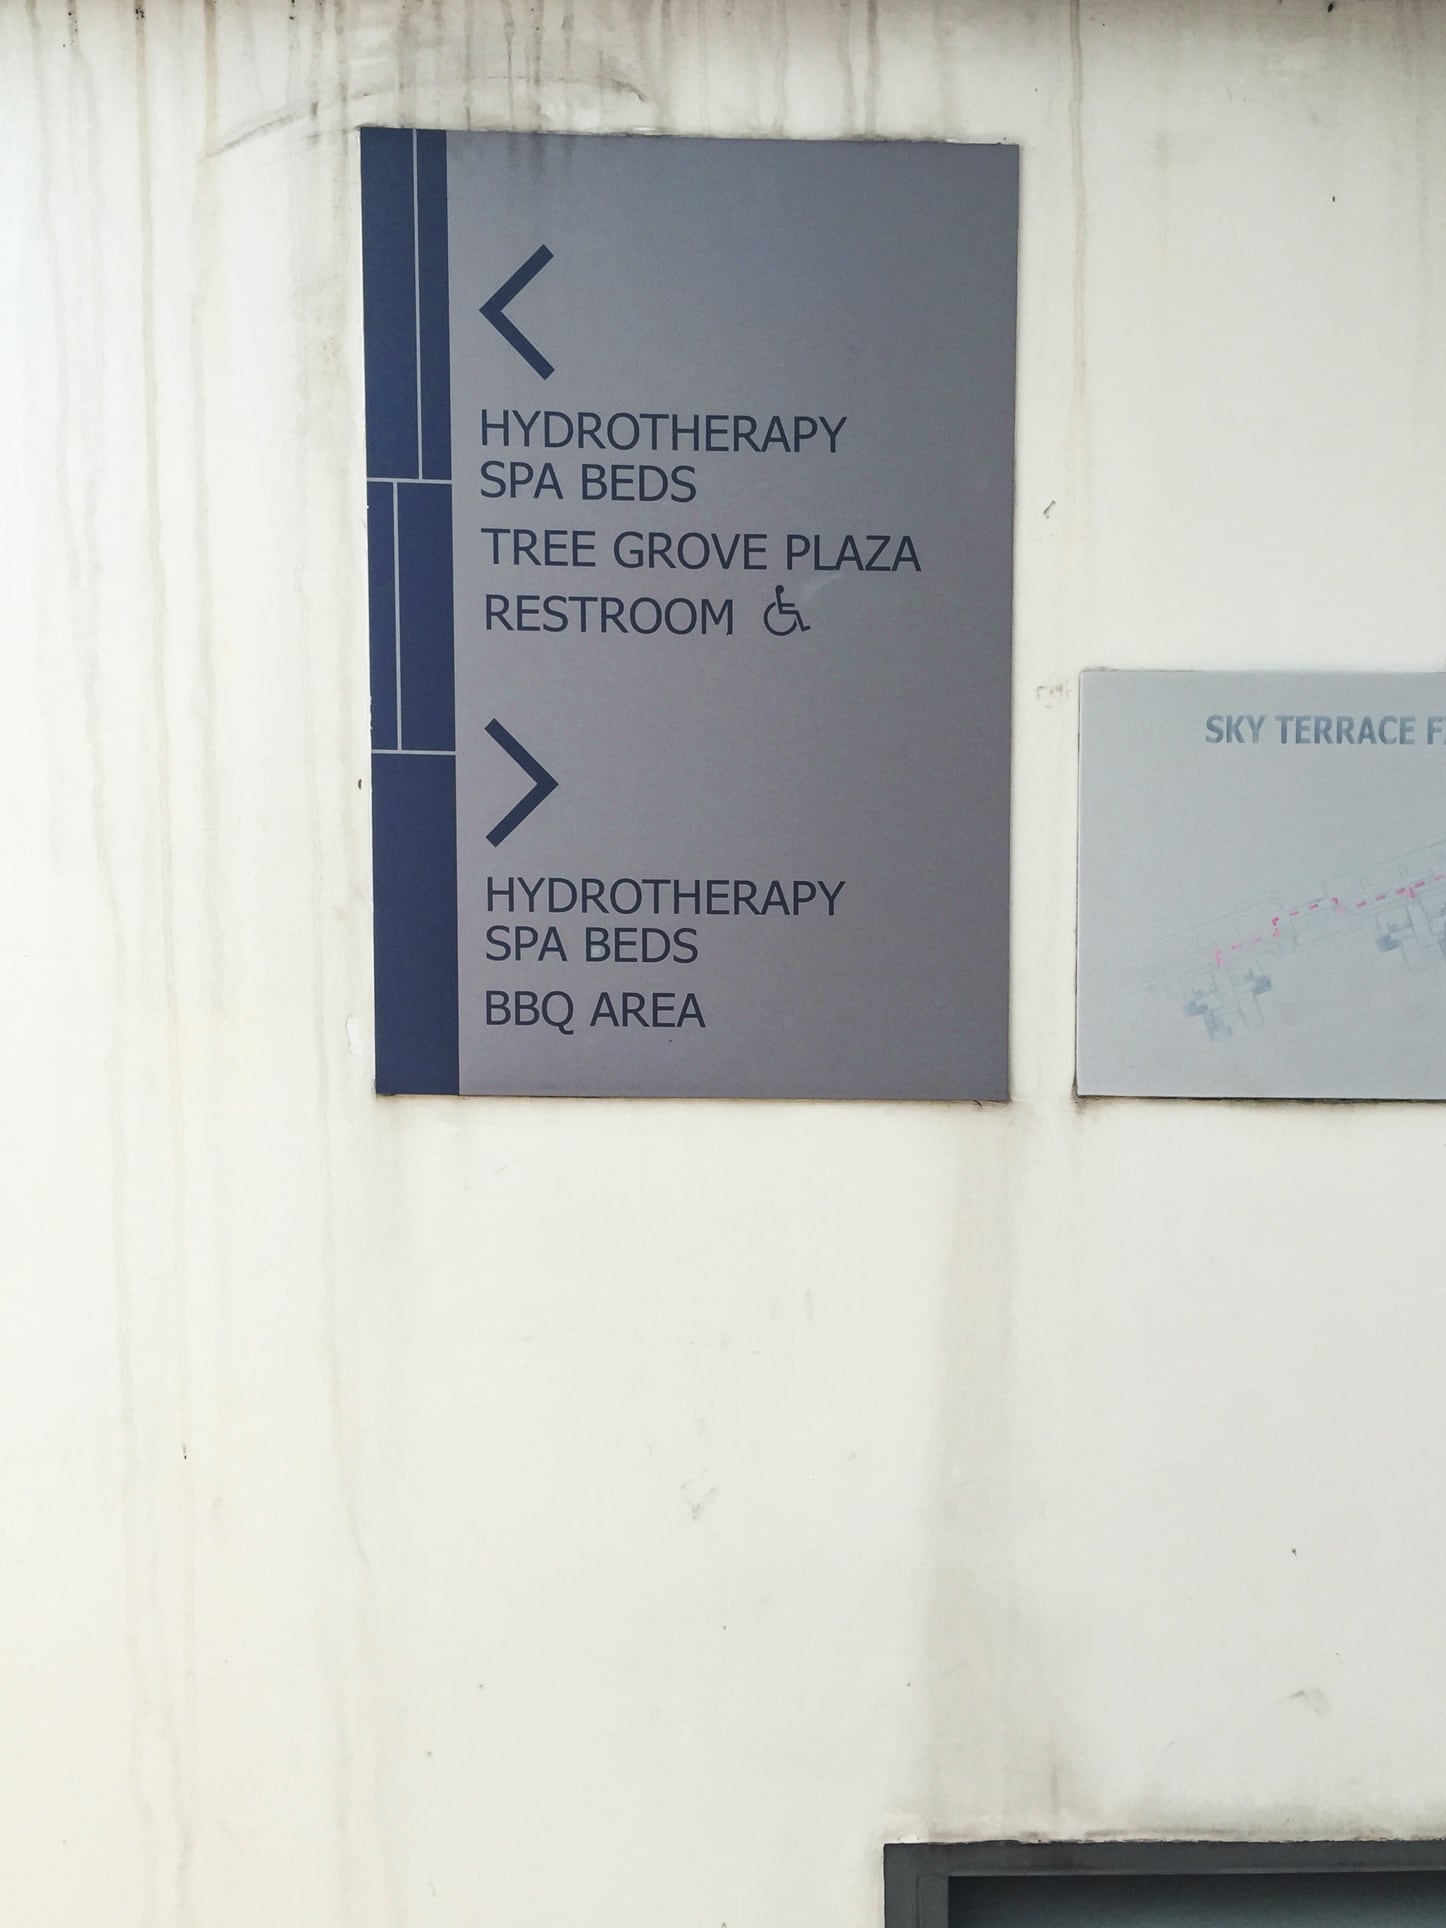 HYDROTHERAPY
SPA BEDS
TREE GROVE PLAZA
RESTROOM
HYDROTHERAPY
SPA BEDS
BBQ AREA
SKY TERRACE